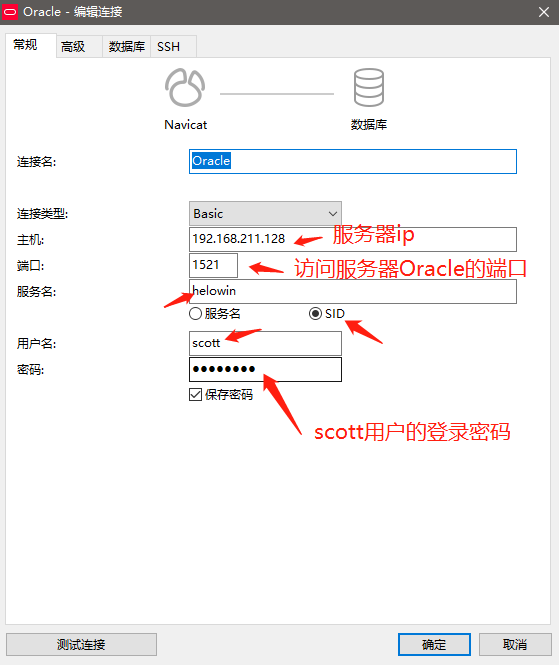 Oracle - 编辑连接
常规 高级 数据库 SSH
Navicat 数据库
连接名: Oracle
连接类型: Basic
主机: 192.168.211.128 服务器ip
端口: 1521 访问服务器Oracle的端口
服务名: helowin
服务名 SID
用户名: scott
密码: ●●●●●●●●
保存密码
scott用户的登录密码
测试连接 确定 取消